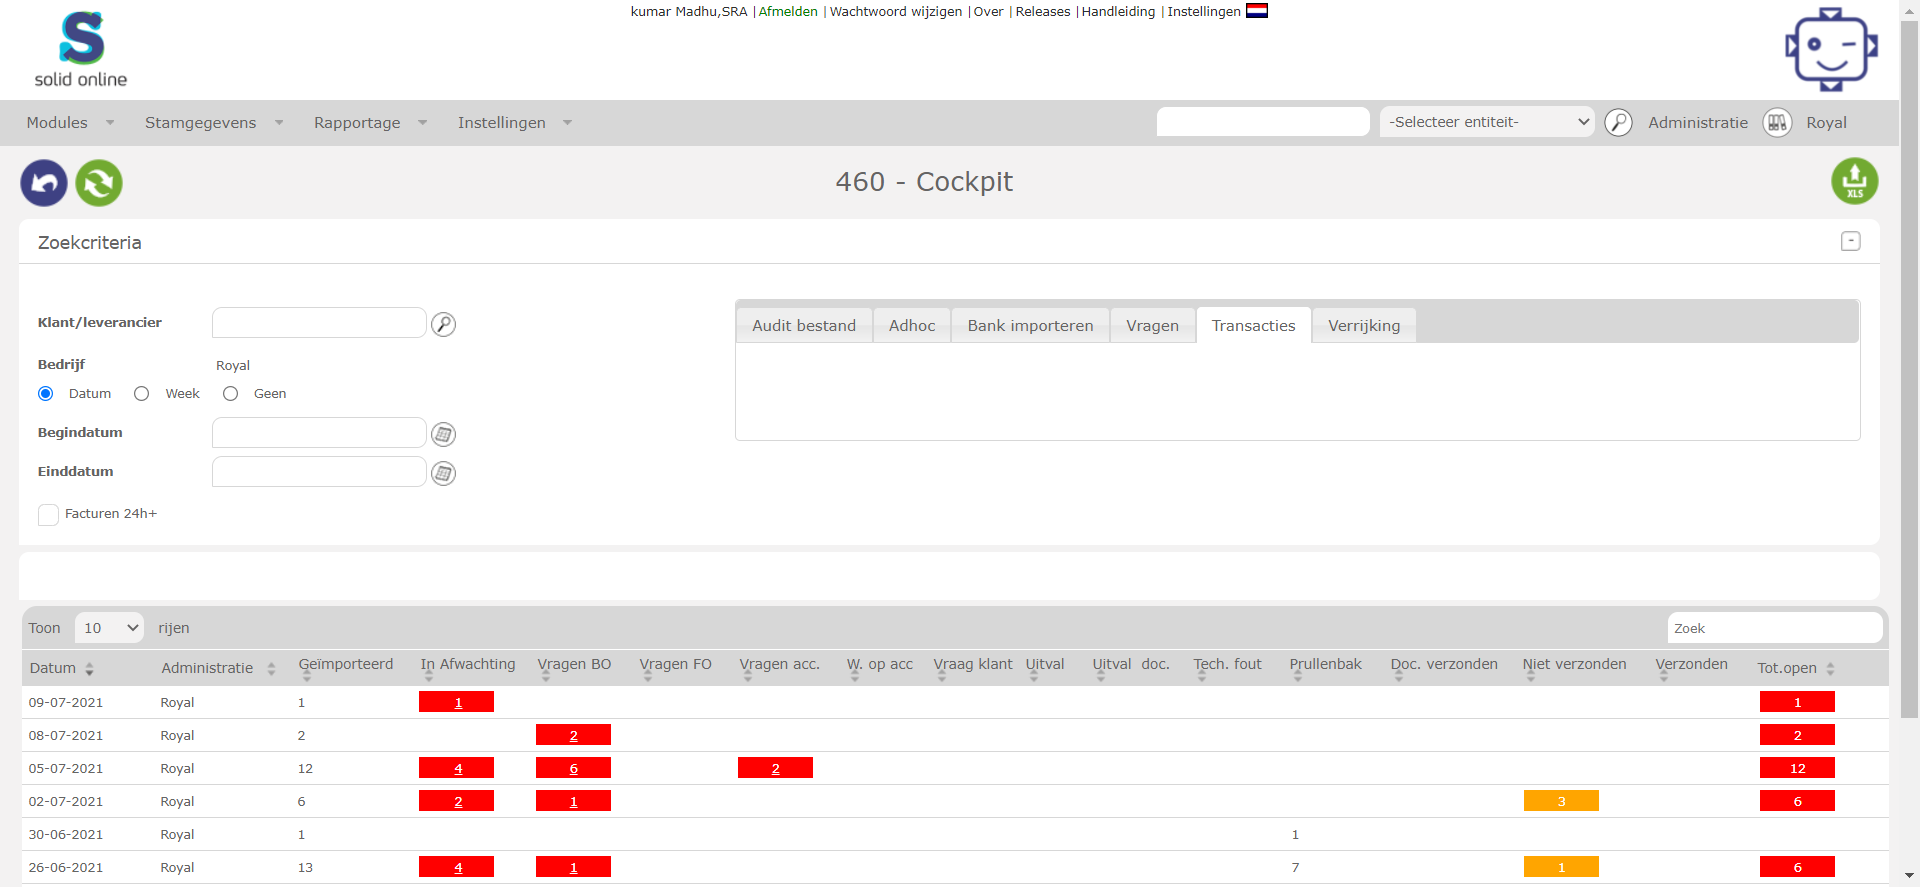 kumar Madhu,SRA |Afmelden |Wachtwoord wijzigen |Over |Releases |Handleiding |Instellingen
S
solid online
Modules Stamgegevens Rapportage Instellingen -Selecteer entiteit- Administratie Royal
460 - Cockpit
XLS
Zoekcriteria -
Klant/leverancier
Audit bestand Adhoc Bank importeren Vragen Transacties Verrijking
Bedrijf Royal
Datum Week Geen
Begindatum
Einddatum
Facturen 24h+
Toon 10 rijen Zoek
Datum Administratie Geïmporteerd In Afwachting Vragen BO Vragen FO Vragen acc. W. op acc Vraag klant Uitval Uitval doc. Tech. fout Prullenbak Doc. verzonden Niet verzonden Verzonden Tot.open
09-07-2021 Royal 1 1 1
08-07-2021 Royal 2 2 2
05-07-2021 Royal 12 4 6 2 12
02-07-2021 Royal 6 2 1 3 6
30-06-2021 Royal 1 1
26-06-2021 Royal 13 4 1 7 1 6